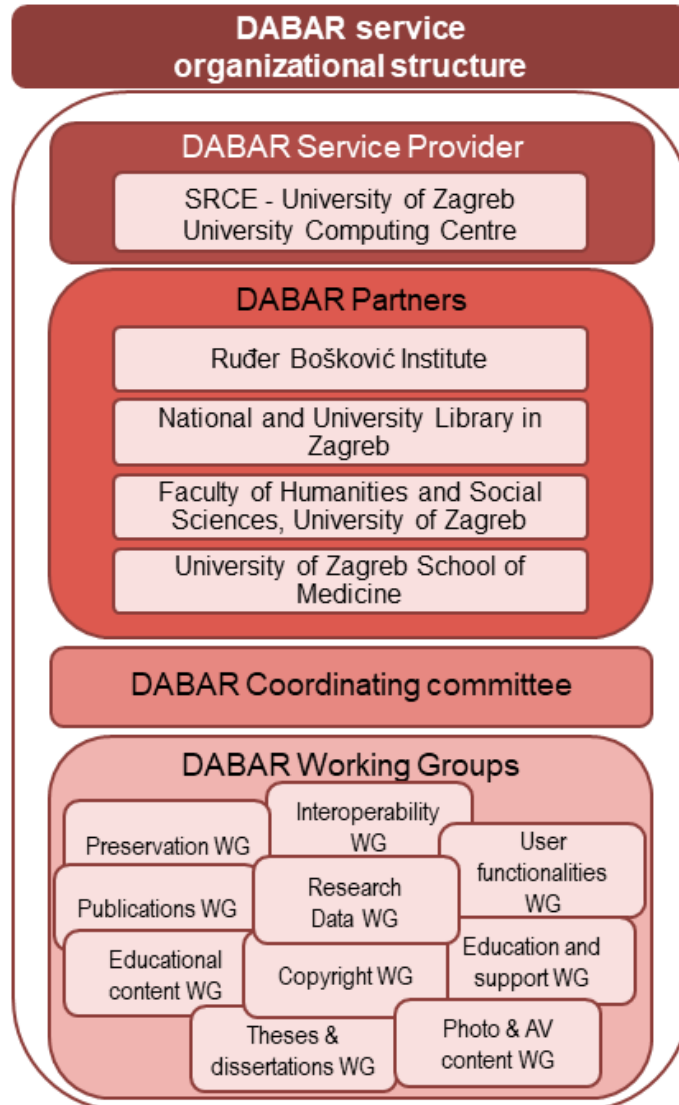 DABAR service
organizational structure
DABAR Service Provider
SRCE - University of Zagreb
University Computing Centre
DABAR Partners
Ruđer Bošković Institute
National and University Library in
Zagreb
Faculty of Humanities and Social
Sciences, University of Zagreb
University of Zagreb School of
Medicine
DABAR Coordinating committee
DABAR Working Groups
Interoperability
WG
Preservation WG
User
functionalities
WG
Publications WG
Research
Data WG
Educational
content WG
Copyright WG
Education and
support WG
Theses &
dissertations WG
Photo & AV
content WG